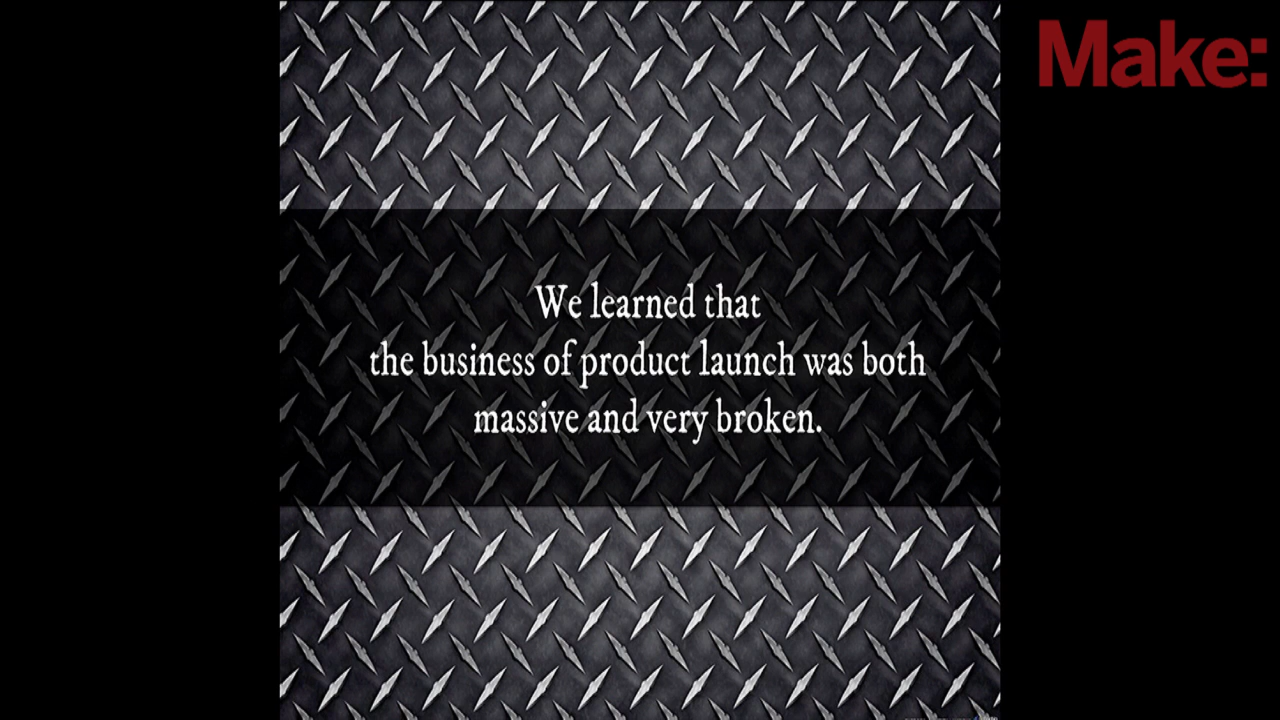 Make:
We learned that
the business of product launch was both
massive and very broken.